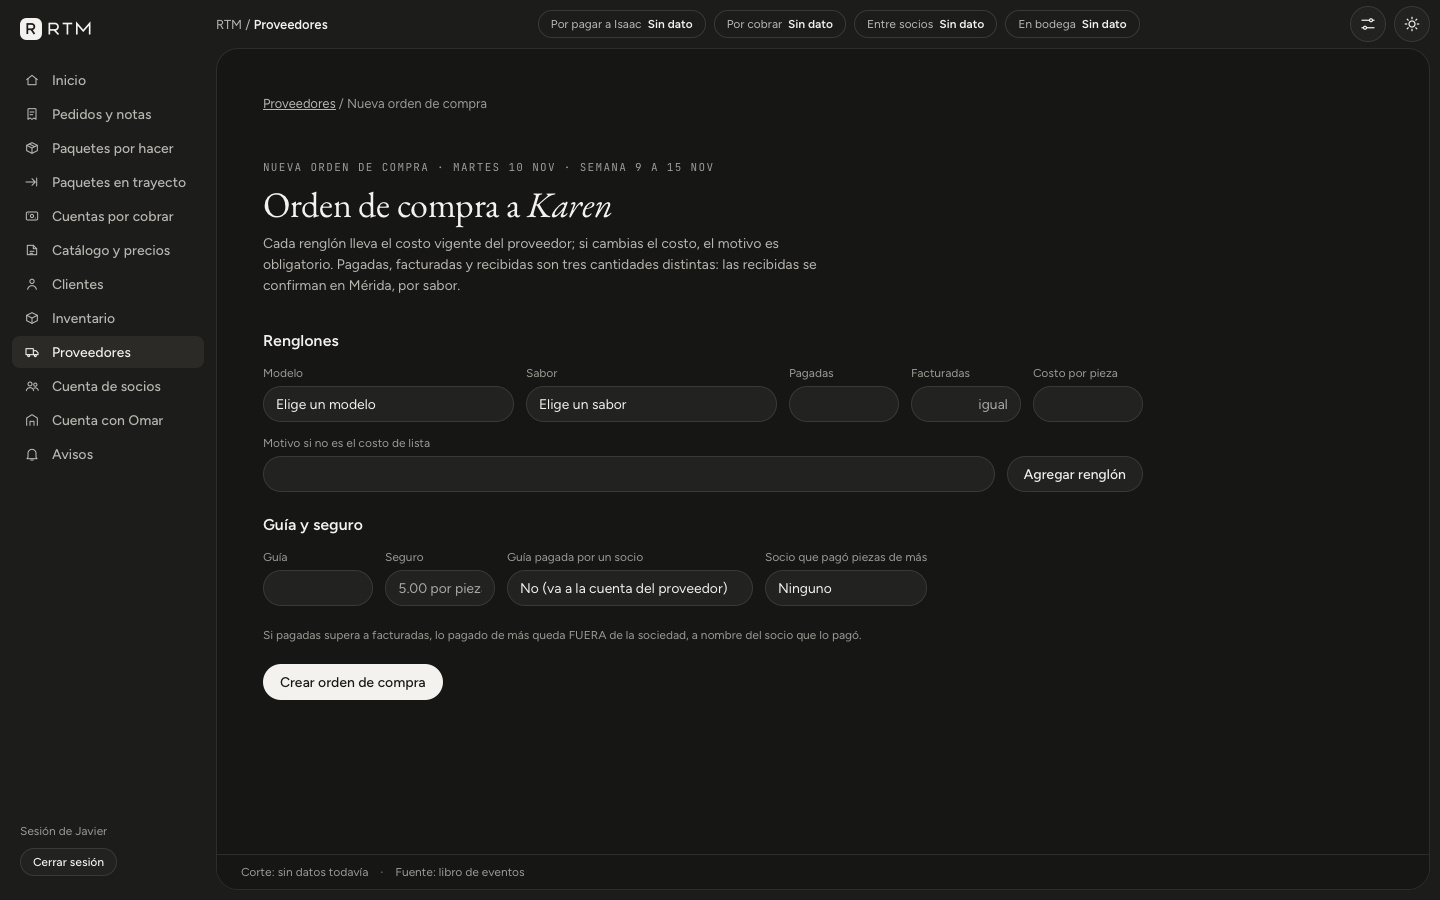 R RTM
RTM / Proveedores
Por pagar a Isaac Sin dato
Por cobrar Sin dato
Entre socios Sin dato
En bodega Sin dato
Inicio
Pedidos y notas
Paquetes por hacer
Paquetes en trayecto
Cuentas por cobrar
Catálogo y precios
Clientes
Inventario
Proveedores
Cuenta de socios
Cuenta con Omar
Avisos
Sesión de Javier
Cerrar sesión
Proveedores / Nueva orden de compra
NUEVA ORDEN DE COMPRA · MARTES 10 NOV · SEMANA 9 A 15 NOV
Orden de compra a Karen
Cada renglón lleva el costo vigente del proveedor; si cambias el costo, el motivo es
obligatorio. Pagadas, facturadas y recibidas son tres cantidades distintas: las recibidas se
confirman en Mérida, por sabor.
Renglones
Modelo Sabor Pagadas Facturadas Costo por pieza
Elige un modelo Elige un sabor igual
Motivo si no es el costo de lista
Agregar renglón
Guía y seguro
Guía Seguro Guía pagada por un socio Socio que pagó piezas de más
5.00 por piez No (va a la cuenta del proveedor) Ninguno
Si pagadas supera a facturadas, lo pagado de más queda FUERA de la sociedad, a nombre del socio que lo pagó.
Crear orden de compra
Corte: sin datos todavía · Fuente: libro de eventos